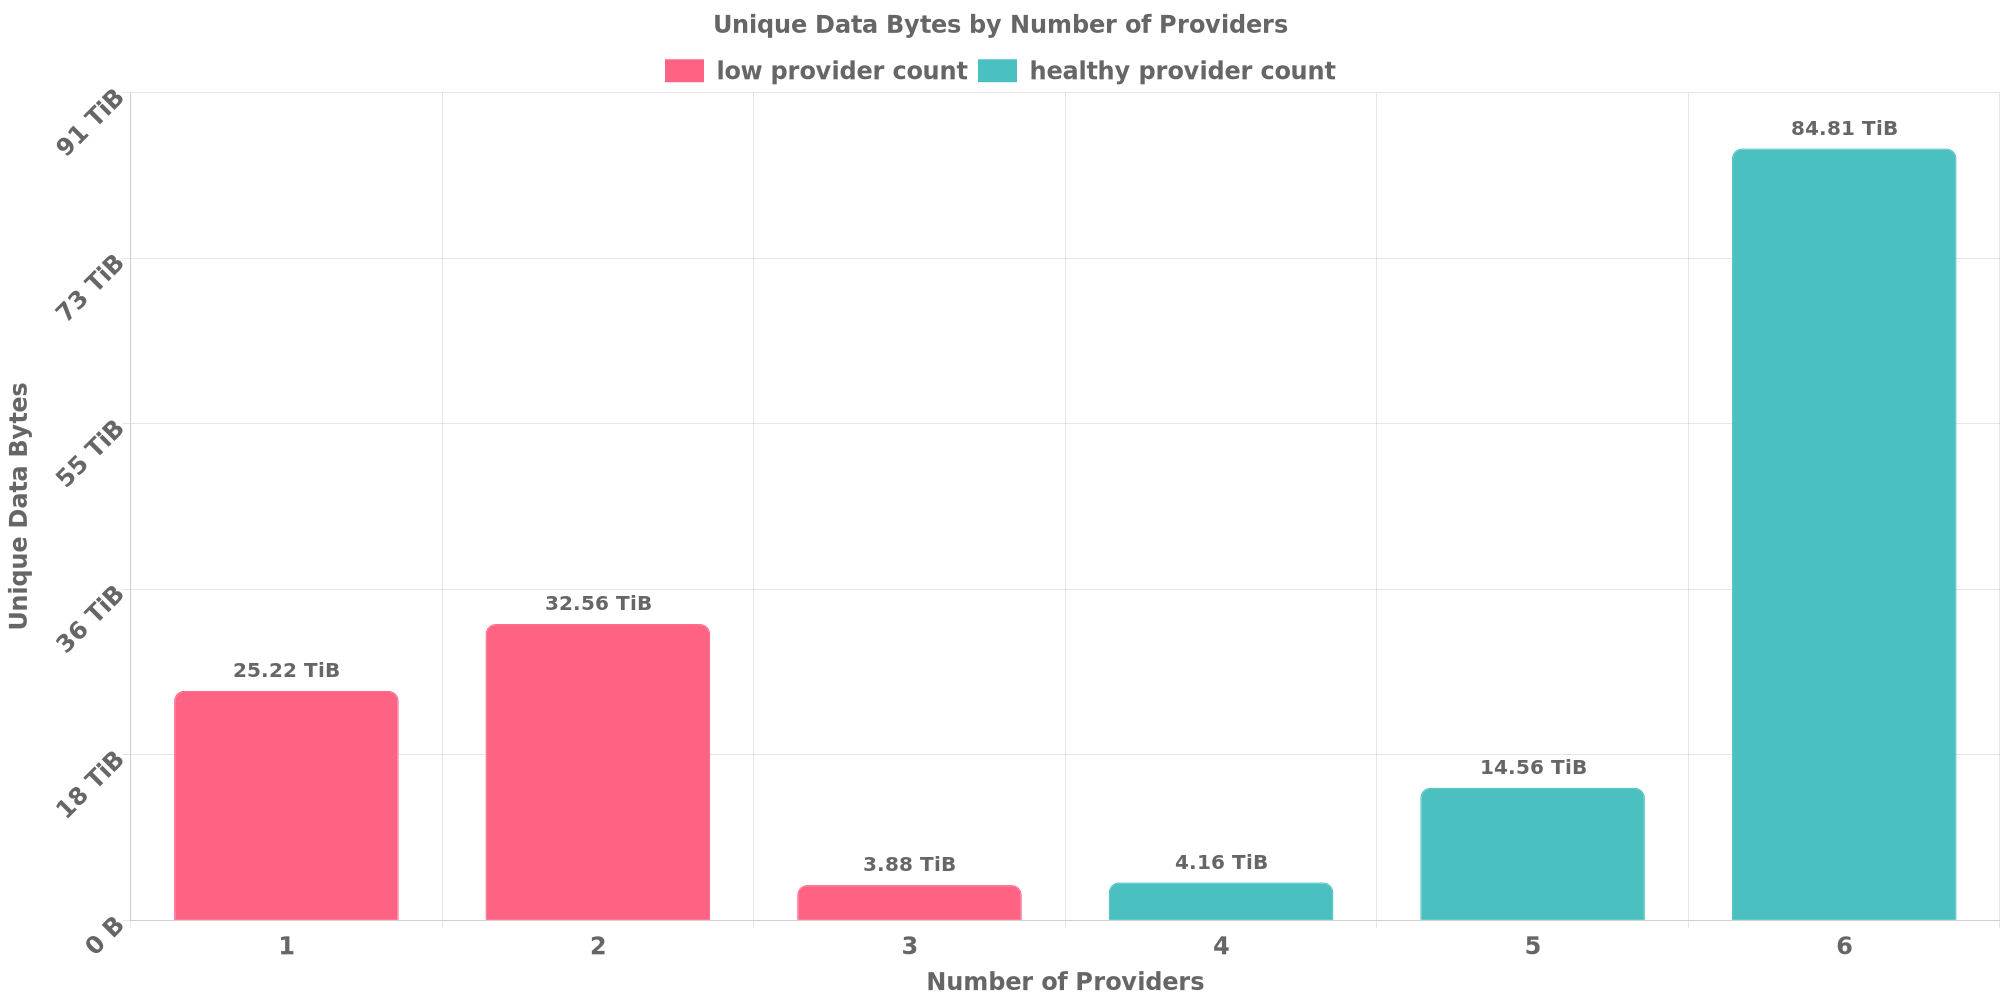 Unique Data Bytes by Number of Providers
low provider count healthy provider count
91 TiB
73 TiB
55 TiB
36 TiB
18 TiB
0 B
Unique Data Bytes
25.22 TiB
32.56 TiB
3.88 TiB
4.16 TiB
14.56 TiB
84.81 TiB
1 2 3 4 5 6
Number of Providers